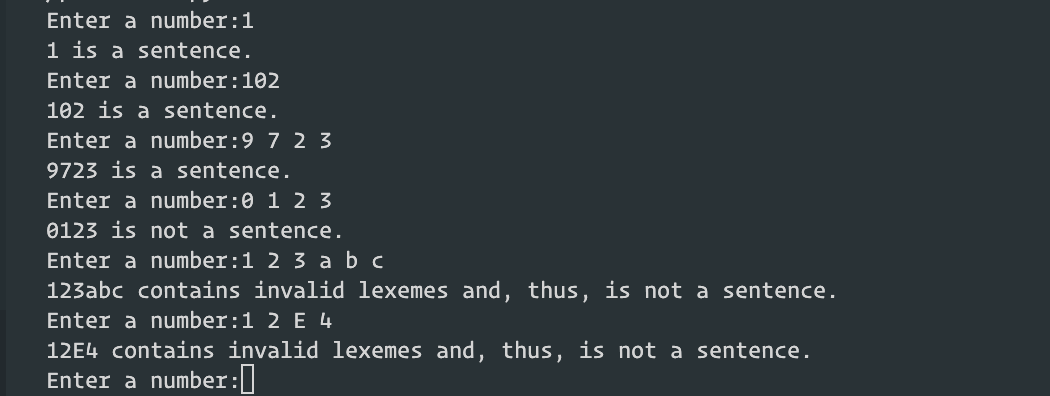 Enter a number:1
1 is a sentence.
Enter a number:102
102 is a sentence.
Enter a number:9 7 2 3
9723 is a sentence.
Enter a number:0 1 2 3
0123 is not a sentence.
Enter a number:1 2 3 a b c
123abc contains invalid lexemes and, thus, is not a sentence.
Enter a number:1 2 E 4
12E4 contains invalid lexemes and, thus, is not a sentence.
Enter a number: